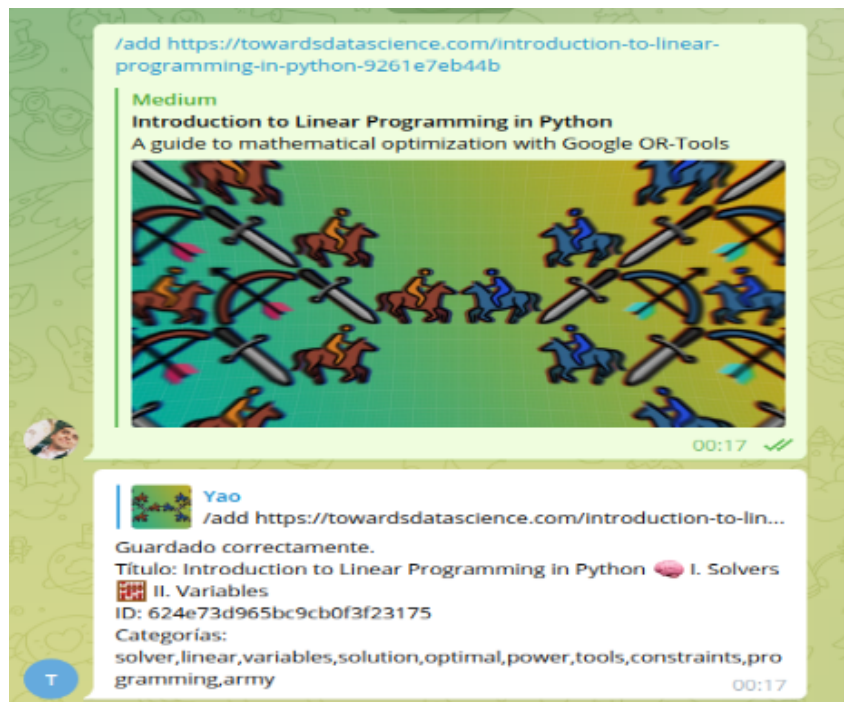 /add https://towardsdatascience.com/introduction-to-linear-
programming-in-python-9261e7eb44b
Medium
Introduction to Linear Programming in Python
A guide to mathematical optimization with Google OR-Tools
00:17
Yao
/add https://towardsdatascience.com/introduction-to-lin...
Guardado correctamente.
Título: Introduction to Linear Programming in Python 🧠 I. Solvers
🧮 II. Variables
ID: 624e73d965bc9cb0f3f23175
Categorías:
solver,linear,variables,solution,optimal,power,tools,constraints,pro
gramming,army
00:17
T